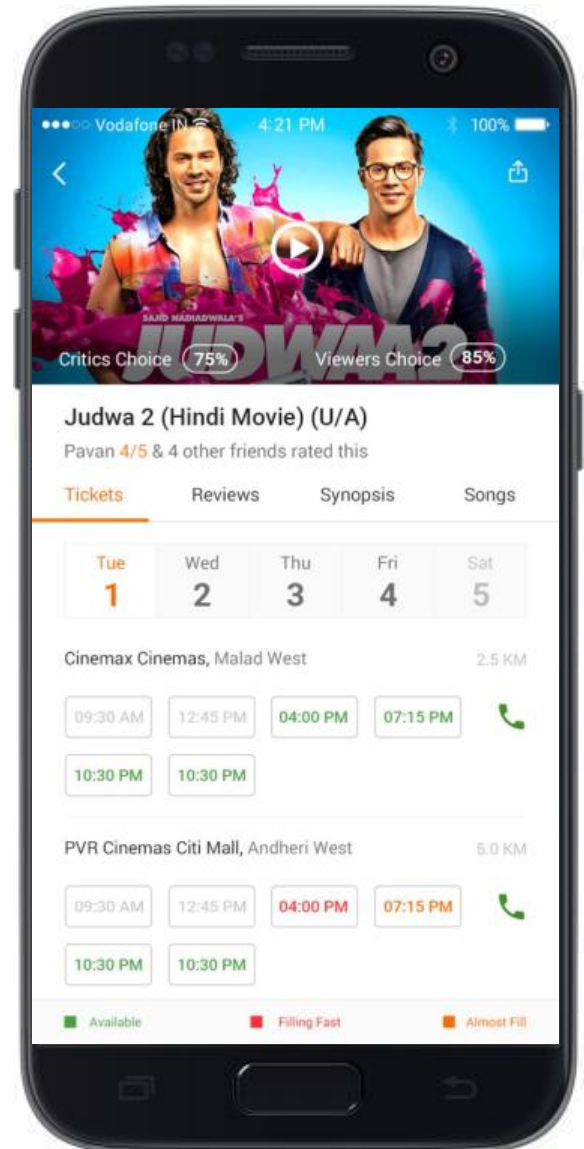 Vodafone IN 4:21 PM 100%
SAJID NADIADWALA'S
JUDWAA 2
Critics Choice 75% Viewers Choice 85%
Judwa 2 (Hindi Movie) (U/A)
Pavan 4/5 & 4 other friends rated this
Tickets Reviews Synopsis Songs
Tue Wed Thu Fri Sat
1 2 3 4 5
Cinemax Cinemas, Malad West 2.5 KM
09:30 AM 12:45 PM 04:00 PM 07:15 PM
10:30 PM 10:30 PM
PVR Cinemas Citi Mall, Andheri West 5.0 KM
09:30 AM 12:45 PM 04:00 PM 07:15 PM
10:30 PM 10:30 PM
Available Filling Fast Almost Fill